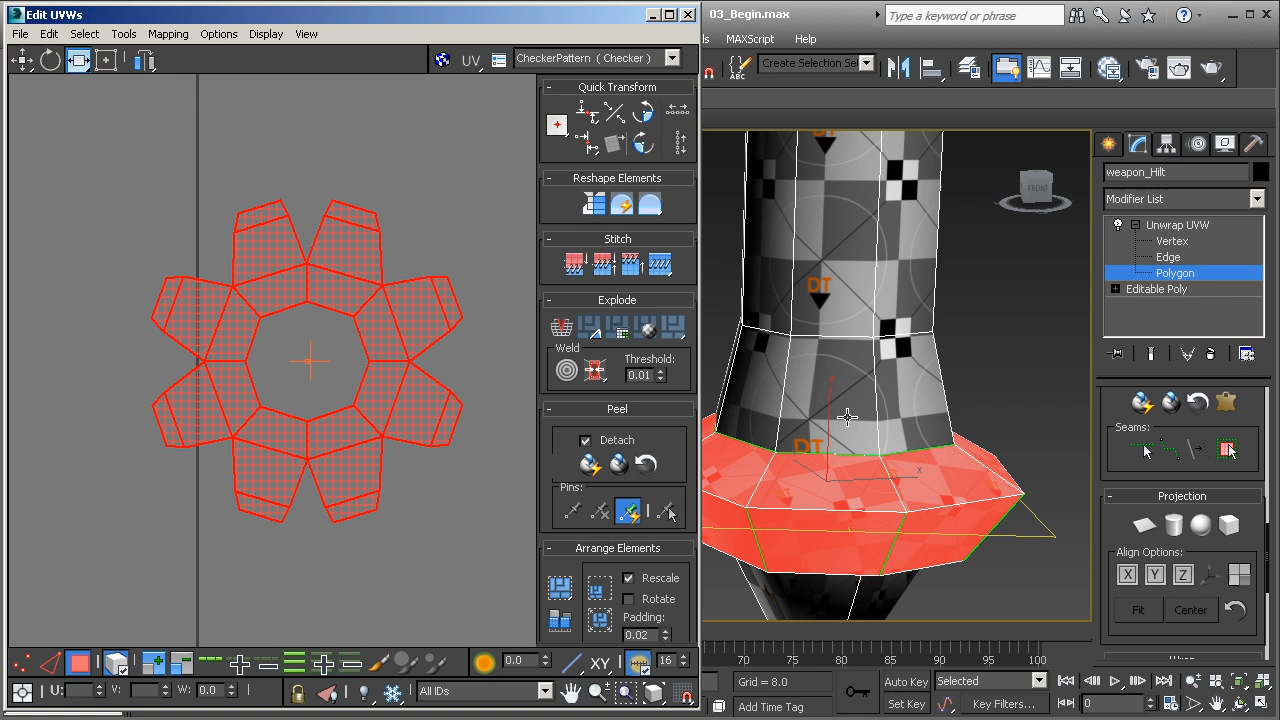 Edit UVWs
03_Begin.max
Type a keyword or phrase
File Edit Select Tools Mapping Options Display View
MAXScript Help
UV
CheckerPattern ( Checker )
ABC
Create Selection Se
Quick Transform
Reshape Elements
Stitch
Explode
Weld
Threshold:
0.01
Peel
Detach
Pins:
Arrange Elements
Rescale
Rotate
Padding:
0.02
DT
DT
DT
z
x
FRONT
weapon_Hilt
Modifier List
Unwrap UVW
Vertex
Edge
Polygon
Editable Poly
Seams:
Projection
Align Options:
X Y Z
Fit Center
0.0
XY
16
70 75 80 85 90 95 100
U: V: W: 0.0
All IDs
Grid = 8.0
Add Time Tag
Auto Key Selected
Set Key Key Filters...
0